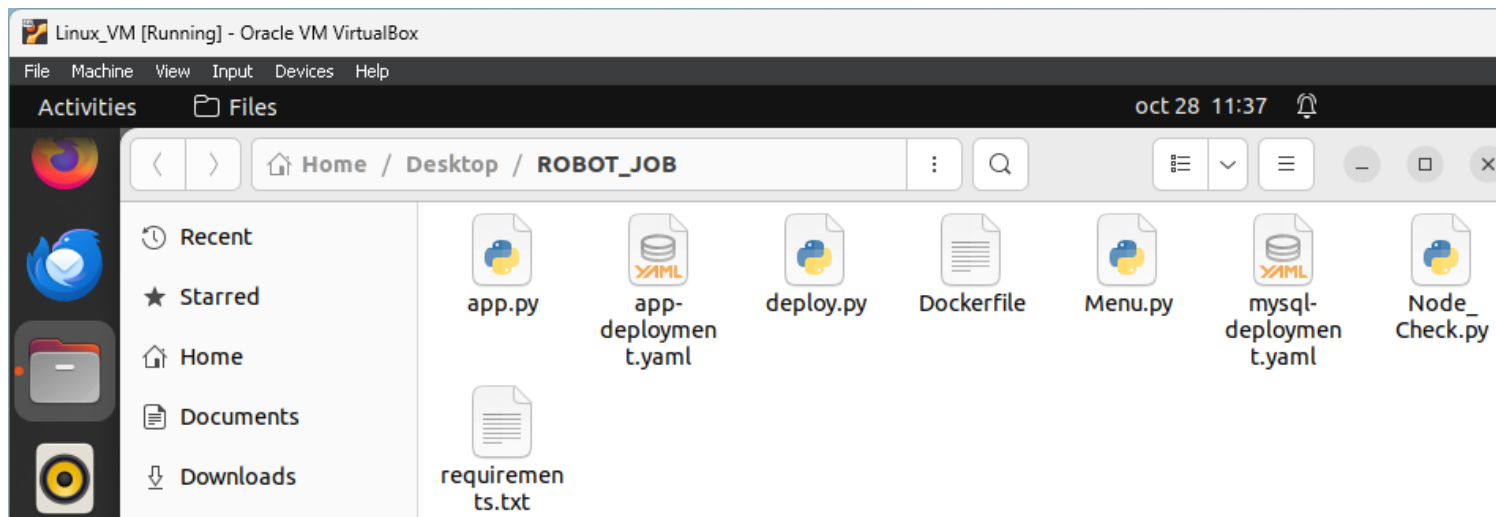 Linux_VM [Running] - Oracle VM VirtualBox
File Machine View Input Devices Help
Activities Files oct 28 11:37
Home / Desktop / ROBOT_JOB
Recent
Starred
Home
Documents
Downloads
app.py
app-
deploymen
t.yaml
deploy.py
Dockerfile
Menu.py
mysql-
deploymen
t.yaml
Node_
Check.py
requiremen
ts.txt
YAML
YAML